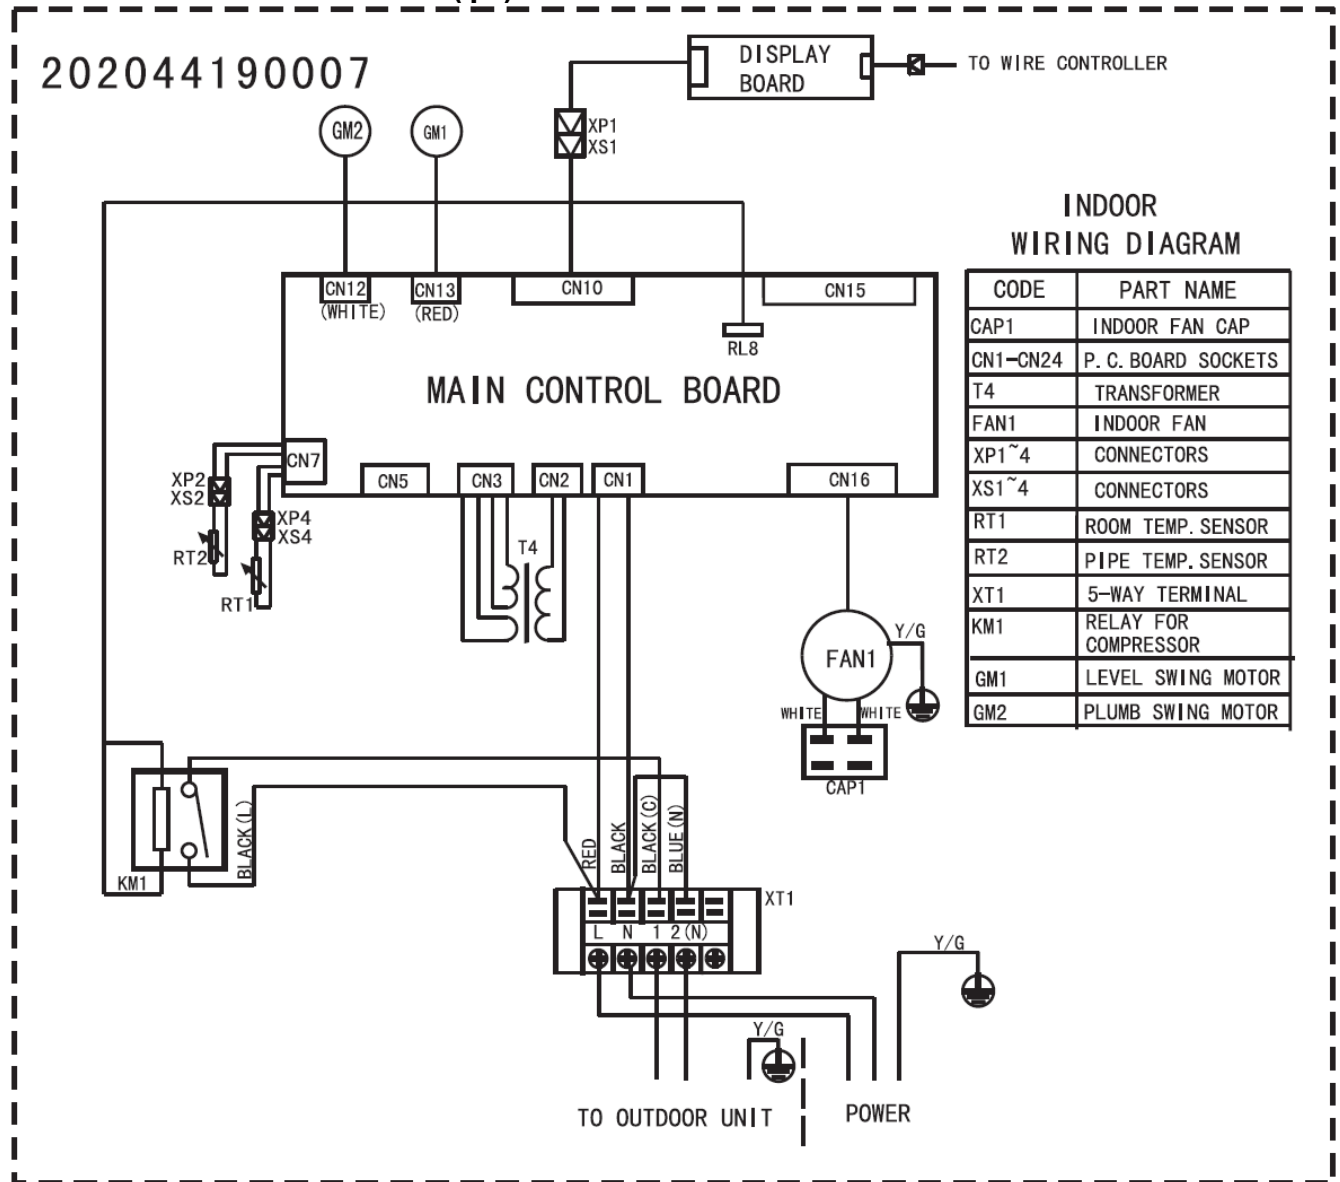 202044190007
DISPLAY
BOARD
TO WIRE CONTROLLER
GM2
GM1
XP1
XS1
CN12
(WHITE)
CN13
(RED)
CN10
CN15
RL8
MAIN CONTROL BOARD
CN7
CN5
CN3
CN2
CN1
CN16
XP2
XS2
XP4
XS4
RT2
RT1
T4
FAN1
Y/G
WHITE
WHITE
CAP1
KM1
BLACK(L)
RED
BLACK
BLACK(C)
BLUE(N)
XT1
L N 1 2(N)
Y/G
Y/G
TO OUTDOOR UNIT
POWER
INDOOR
WIRING DIAGRAM
CODE PART NAME
CAP1 INDOOR FAN CAP
CN1-CN24 P.C.BOARD SOCKETS
T4 TRANSFORMER
FAN1 INDOOR FAN
XP1~4 CONNECTORS
XS1~4 CONNECTORS
RT1 ROOM TEMP.SENSOR
RT2 PIPE TEMP.SENSOR
XT1 5-WAY TERMINAL
KM1 RELAY FOR
COMPRESSOR
GM1 LEVEL SWING MOTOR
GM2 PLUMB SWING MOTOR